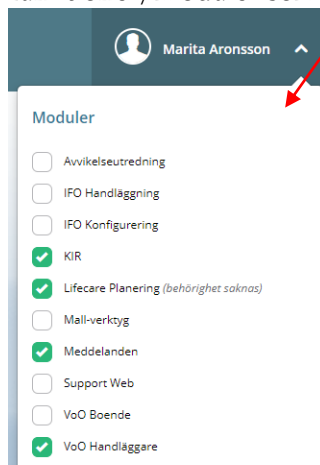 Marita Aronsson
Moduler
Avvikelseutredning
IFO Handläggning
IFO Konfigurering
KIR
Lifecare Planering (behörighet saknas)
Mall-verktyg
Meddelanden
Support Web
VoO Boende
VoO Handläggare